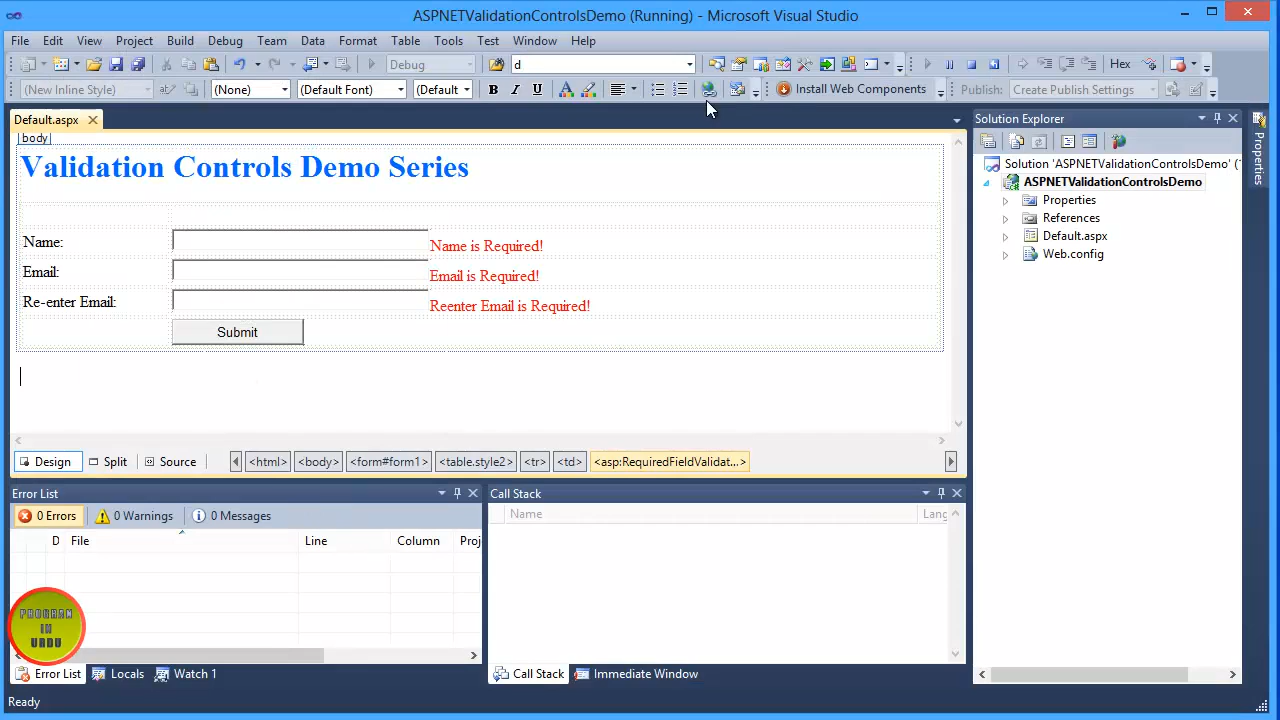 ASPNETValidationControlsDemo (Running) - Microsoft Visual Studio
File Edit View Project Build Debug Team Data Format Table Tools Test Window Help
Debug d Hex
(New Inline Style) (None) (Default Font) (Default B I U A Install Web Components Publish: Create Publish Settings
Default.aspx
body
Validation Controls Demo Series
Name: Name is Required!
Email: Email is Required!
Re-enter Email: Reenter Email is Required!
Submit
Design Split Source <html> <body> <form#form1> <table.style2> <tr> <td> <asp:RequiredFieldValidat...>
Solution Explorer
Solution 'ASPNETValidationControlsDemo' (
ASPNETValidationControlsDemo
Properties
References
Default.aspx
Web.config
Properties
Error List
0 Errors 0 Warnings 0 Messages
D File Line Column Proj
Call Stack
Name Lang
PROGRAM
IN
URDU
Error List Locals Watch 1 Call Stack Immediate Window
Ready